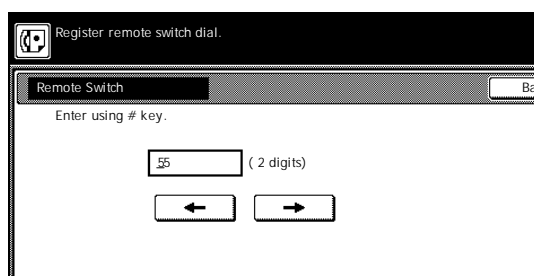 Register remote switch dial.
Remote Switch
Ba
Enter using # key.
55 ( 2 digits)